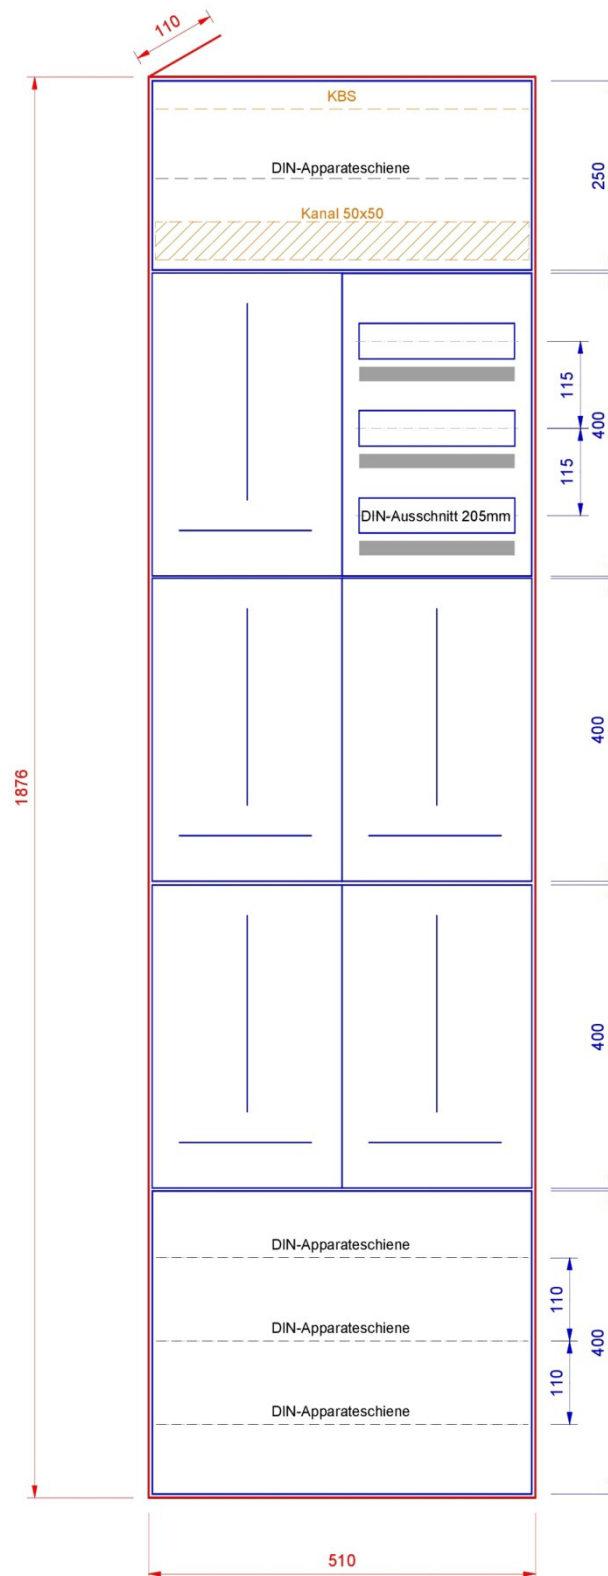 110
KBS
DIN-Apparateschiene
Kanal 50x50
250
115
400
115
DIN-Ausschnitt 205mm
400
1876
400
DIN-Apparateschiene
110
DIN-Apparateschiene
400
110
DIN-Apparateschiene
510